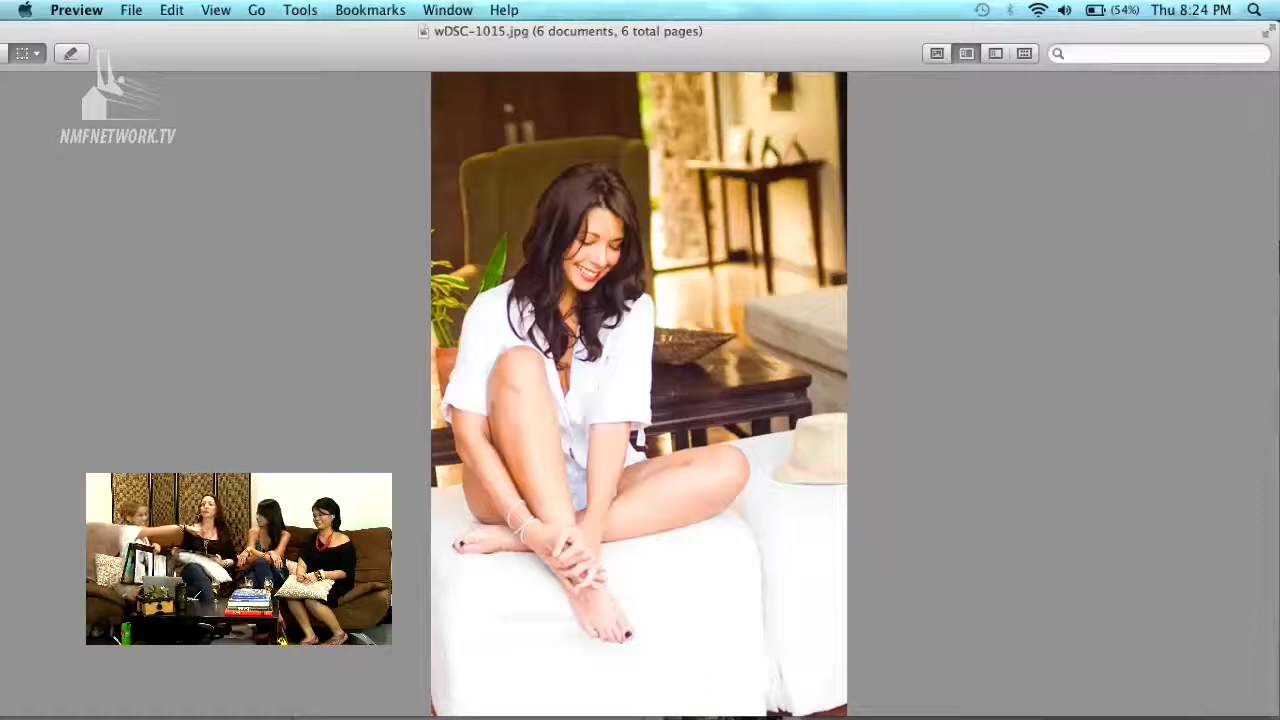 Preview File Edit View Go Tools Bookmarks Window Help (54%) Thu 8:24 PM
wDSC-1015.jpg (6 documents, 6 total pages)
NMFNETWORK.TV